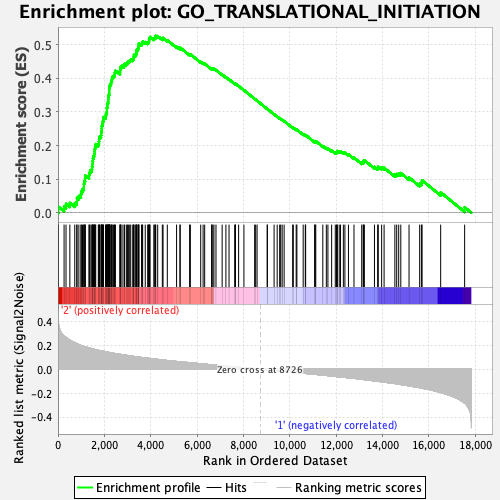 Enrichment plot: GO_TRANSLATIONAL_INITIATION
Enrichment score (ES)
0.5
0.4
0.3
0.2
0.1
0.0
'2' (positively correlated)
Ranked list metric (Signal2Noise)
0.4
0.2
0.0
-0.2
-0.4
Zero cross at 8726
'1' (negatively correlated)
0 2,000 4,000 6,000 8,000 10,000 12,000 14,000 16,000 18,000
Rank in Ordered Dataset
Enrichment profile Hits Ranking metric scores